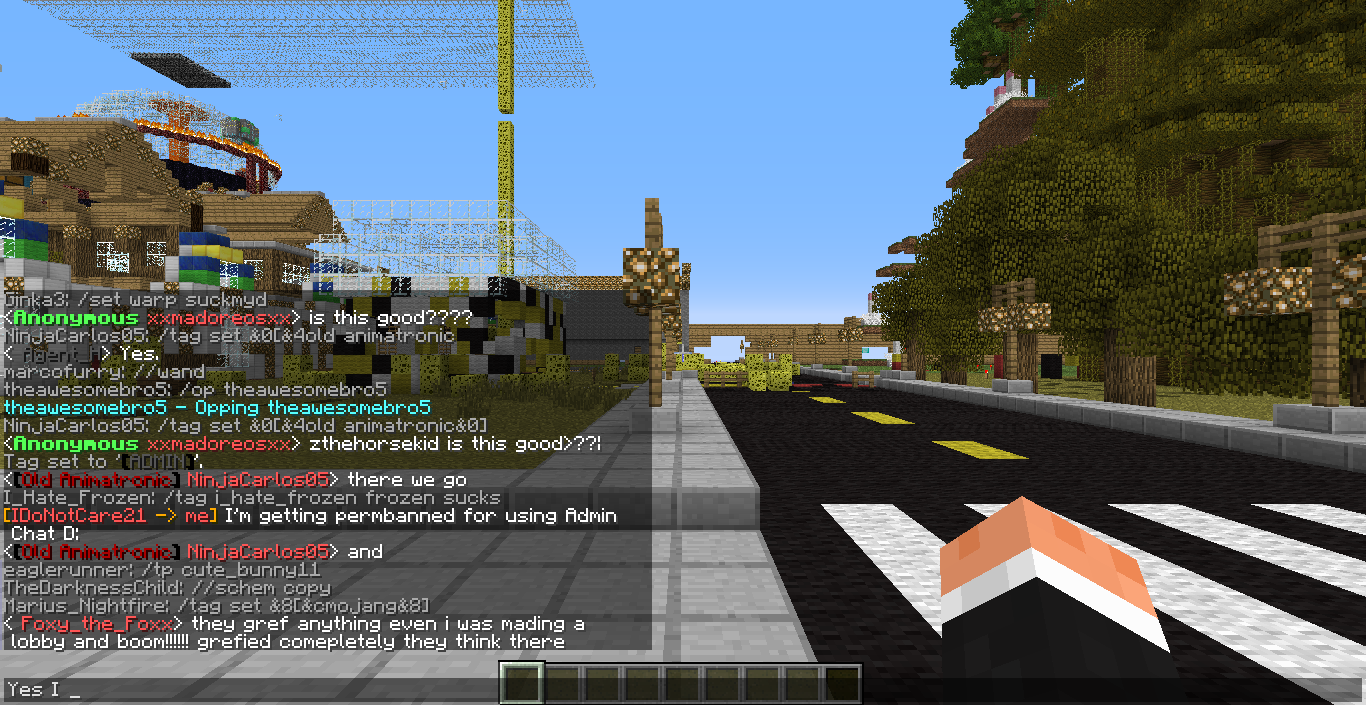 Jinka3: /set warp suckmyd
<Anonymous xxmadoreosxx> is this good????
NinjaCarlos05: /tag set &0[&4old animatronic
< Agent > Yes.
marcofurry: //wand
theawesomebro5: /op theawesomebro5
theawesomebro5 - Opping theawesomebro5
NinjaCarlos05: /tag set &0[&4old animatronic&0]
<Anonymous xxmadoreosxx> zthehorsekid is this good>??!
Tag set to '[ADMIN]'.
<[Old Animatronic] NinjaCarlos05> there we go
I_Hate_Frozen: /tag i_hate_frozen frozen sucks
[IDoNotCare21 -> me] I'm getting permbanned for using Admin
Chat D:
<[Old Animatronic] NinjaCarlos05> and
eaglerunner: /tp cute_bunny11
TheDarknessChild: //schem copy
Marius_Nightfire: /tag set &8[&cmojang&8]
< Foxy_the_Foxx> they gref anything even i was mading a
lobby and boom!!!!!! grefied comepletely they think there
Yes I _